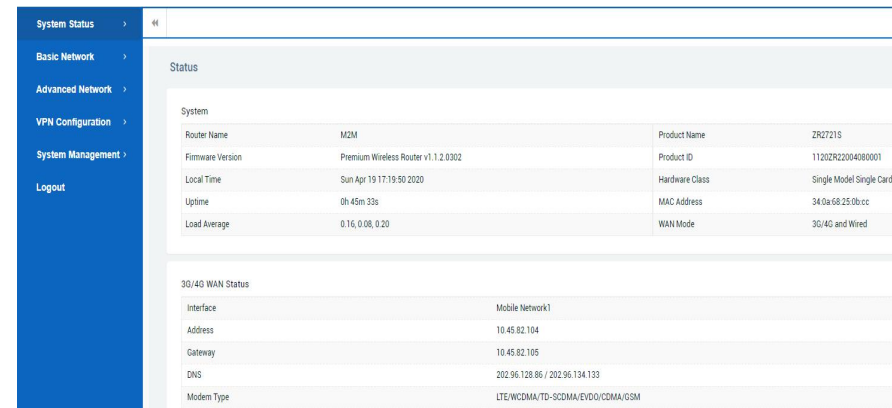 System Status
Basic Network
Advanced Network
VPN Configuration
System Management
Logout
Status
System
Router Name M2M Product Name ZR2721S
Firmware Version Premium Wireless Router v1.1.2.0302 Product ID 1120ZR22004080001
Local Time Sun Apr 19 17:19:50 2020 Hardware Class Single Model Single Card
Uptime 0h 45m 33s MAC Address 34:0a:68:25:0b:cc
Load Average 0.16, 0.08, 0.20 WAN Mode 3G/4G and Wired
3G/4G WAN Status
Interface Mobile Network1
Address 10.45.82.104
Gateway 10.45.82.105
DNS 202.96.128.86 / 202.96.134.133
Modem Type LTE/WCDMA/TD-SCDMA/EVDO/CDMA/GSM